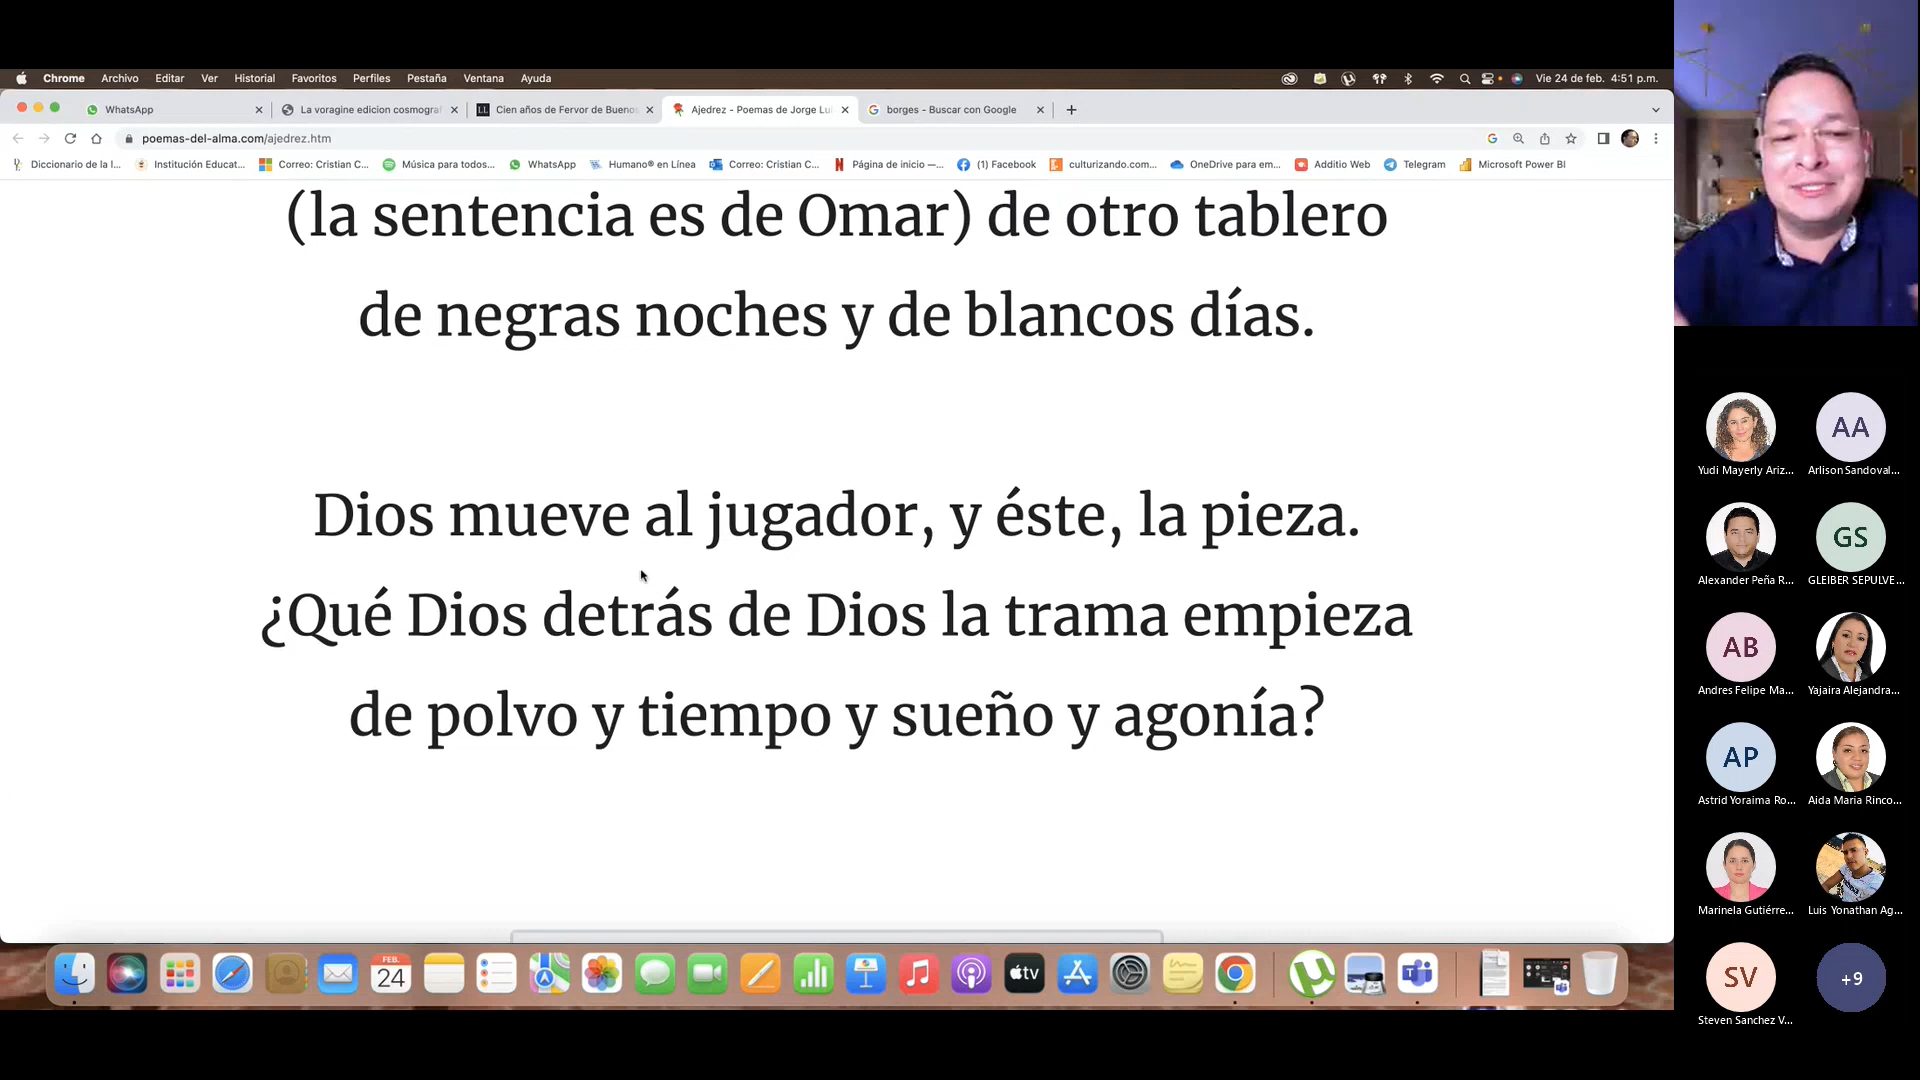 Chrome Archivo Editar Ver Historial Favoritos Perfiles Pestaña Ventana Ayuda Vie 24 de feb. 4:51 p.m.
WhatsApp La voragine edicion cosmograf Cien años de Fervor de Bueno Ajedrez - Poemas de Jorge Lui borges - Buscar con Google
poemas-del-alma.com/ajedrez.htm
Diccionario de la l... Institución Educat... Correo: Cristian C... Música para todos... WhatsApp Humano® en Línea Correo: Cristian C... Página de inicio —... (1) Facebook culturizando.com... OneDrive para em... Additio Web Telegram Microsoft Power BI
(la sentencia es de Omar) de otro tablero
de negras noches y de blancos días.
Dios mueve al jugador, y éste, la pieza.
¿Qué Dios detrás de Dios la trama empieza
de polvo y tiempo y sueño y agonía?
FEB.
24
tv
AA
Yudi Mayerly Ariz... Arlison Sandoval...
GS
Alexander Peña R... GLEIBER SEPULVE...
AB
Andres Felipe Ma... Yajaira Alejandra...
AP
Astrid Yoraima Ro... Aida Maria Rinco...
Marinela Gutiérre... Luis Yonathan Ag...
SV +9
Steven Sanchez V...